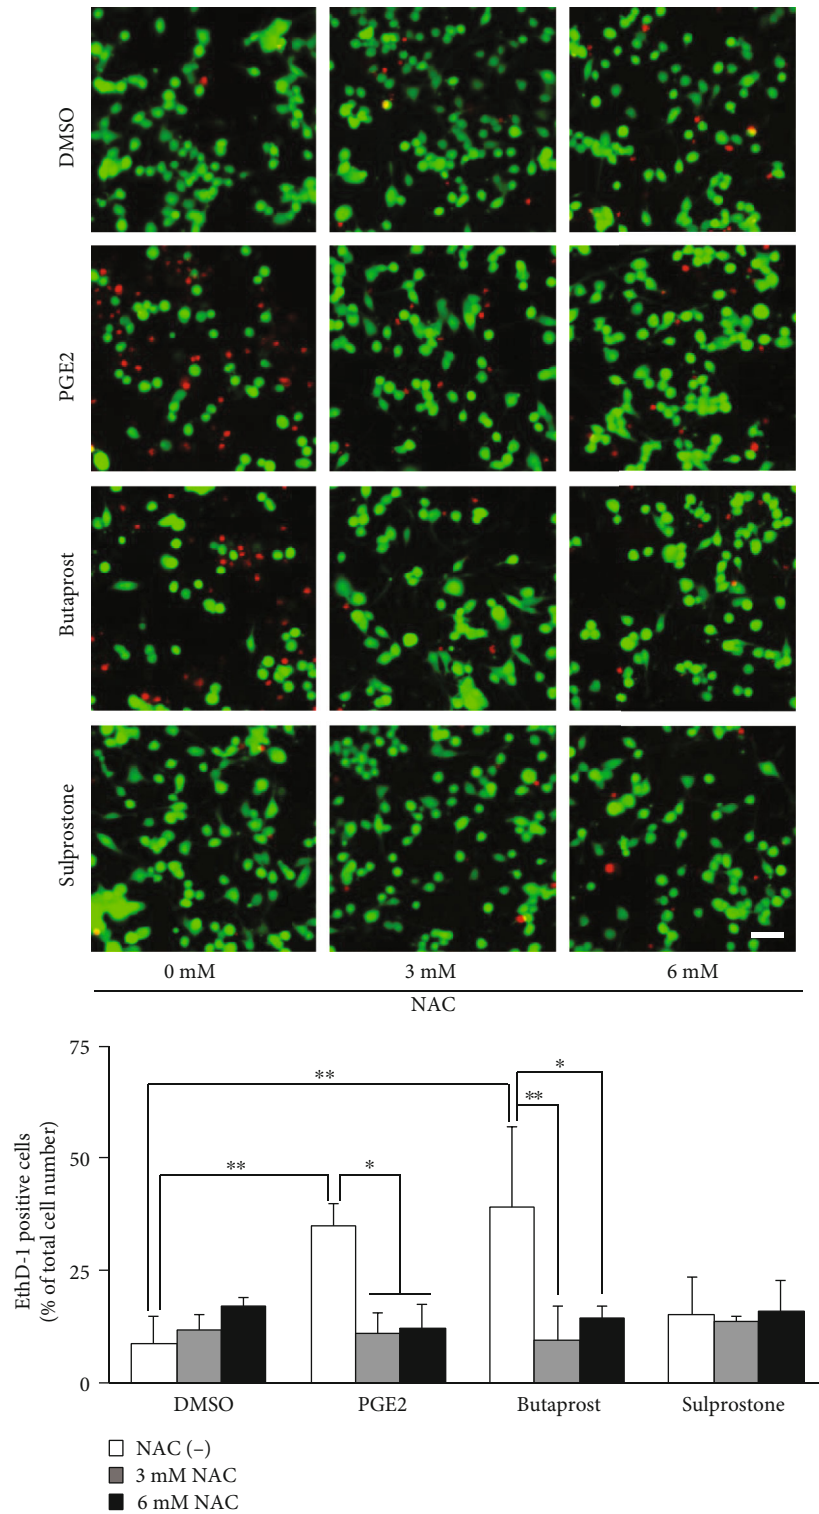 DMSO
PGE2
Butaprost
Sulprostone
0 mM
3 mM
6 mM
NAC
75
50
25
0
EthD-1 positive cells
(% of total cell number)
**
**
*
**
*
DMSO
PGE2
Butaprost
Sulprostone
NAC (–)
3 mM NAC
6 mM NAC